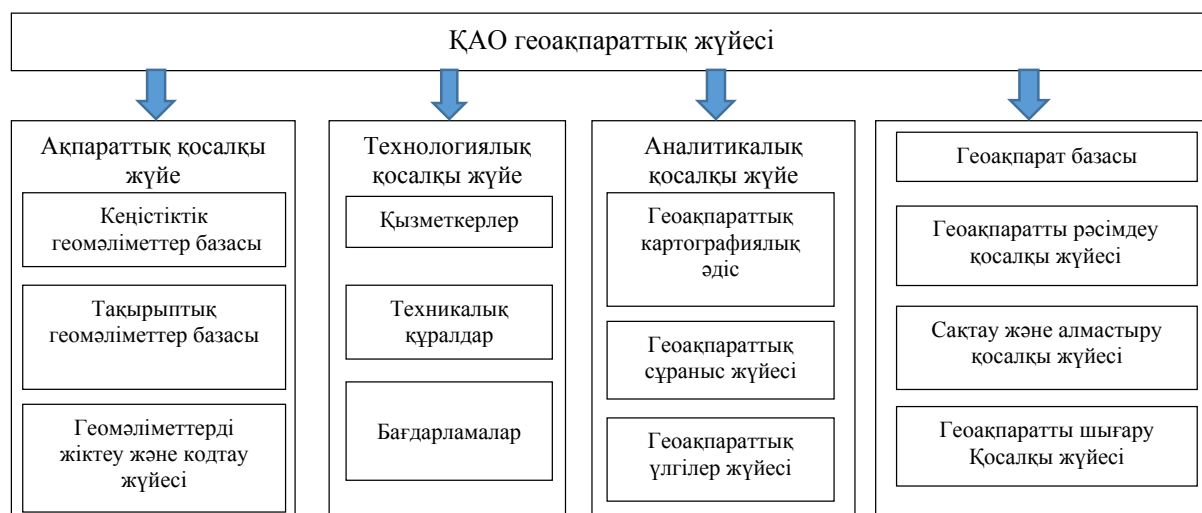 ҚАО геоақпараттық жүйесі
Ақпараттық қосалқы
жүйе
Кеңістіктік
геомәліметтер базасы
Тақырыптық
геомәліметтер базасы
Геомәліметтерді
жіктеу және кодтау
жүйесі
Технологиялық
қосалқы жүйе
Қызметкерлер
Техникалық
құралдар
Бағдарламалар
Аналитикалық
қосалқы жүйе
Геоақпараттық
картографиялық
әдіс
Геоақпараттық
сұраныс жүйесі
Геоақпараттық
үлгілер жүйесі
Геоақпарат базасы
Геоақпаратты рәсімдеу
қосалқы жүйесі
Сақтау және алмастыру
қосалқы жүйесі
Геоақпаратты шығару
Қосалқы жүйесі